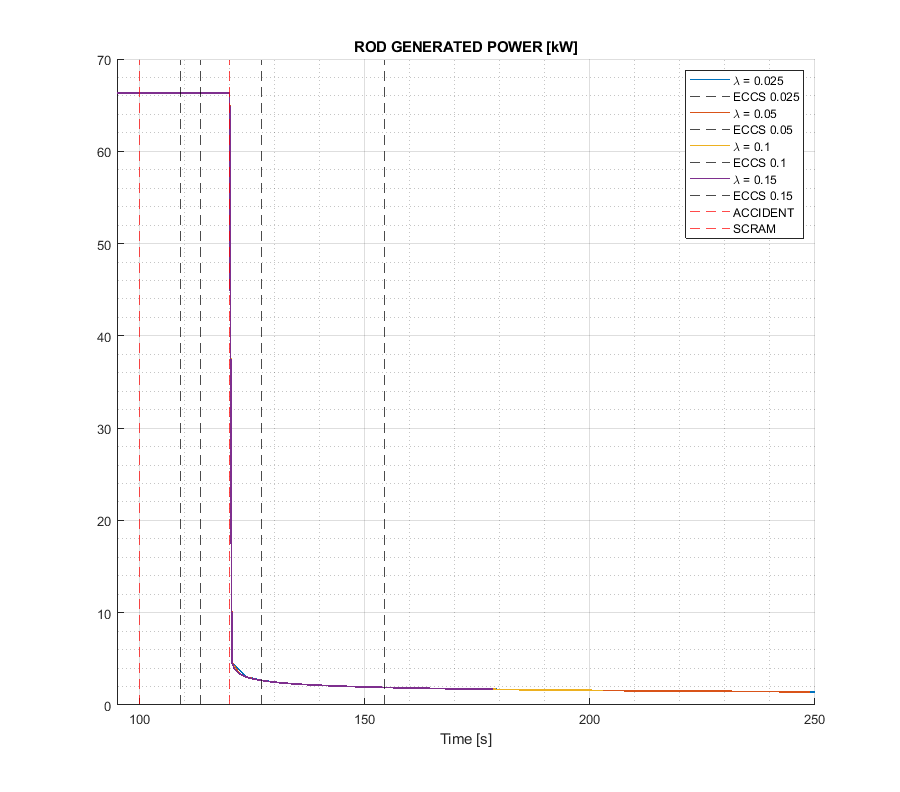 ROD GENERATED POWER [kW]
70
60
50
40
30
20
10
0
λ = 0.025
ECCS 0.025
λ = 0.05
ECCS 0.05
λ = 0.1
ECCS 0.1
λ = 0.15
ECCS 0.15
ACCIDENT
SCRAM
100 150 200 250
Time [s]